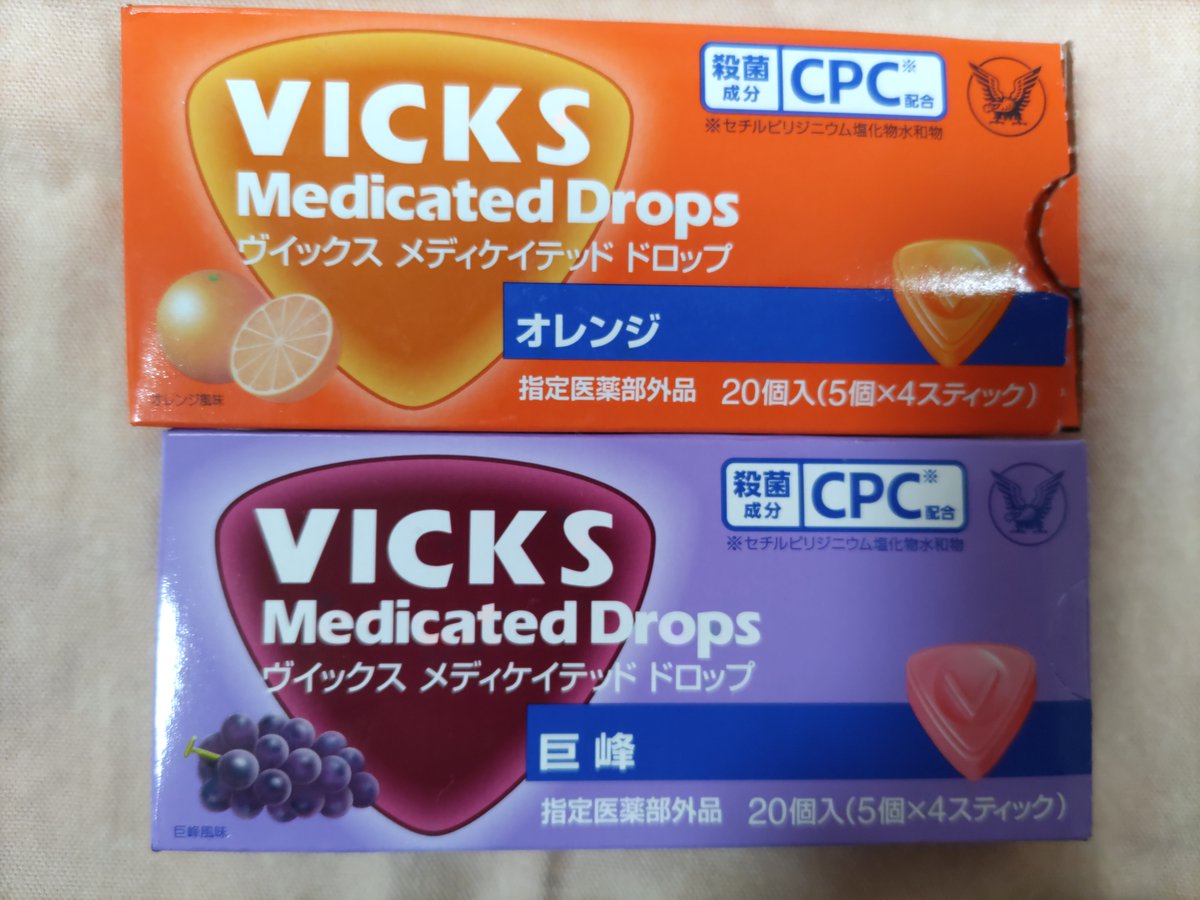 VICKS
Medicated Drops
ヴイックス メディケイテッド ドロップ
殺菌成分 CPC※配合
※セチルピリジニウム塩化物水和物
オレンジ
指定医薬部外品 20個入(5個×4スティック)
オレンジ風味
VICKS
Medicated Drops
ヴイックス メディケイテッド ドロップ
殺菌成分 CPC※配合
※セチルピリジニウム塩化物水和物
巨峰
指定医薬部外品 20個入(5個×4スティック)
巨峰風味